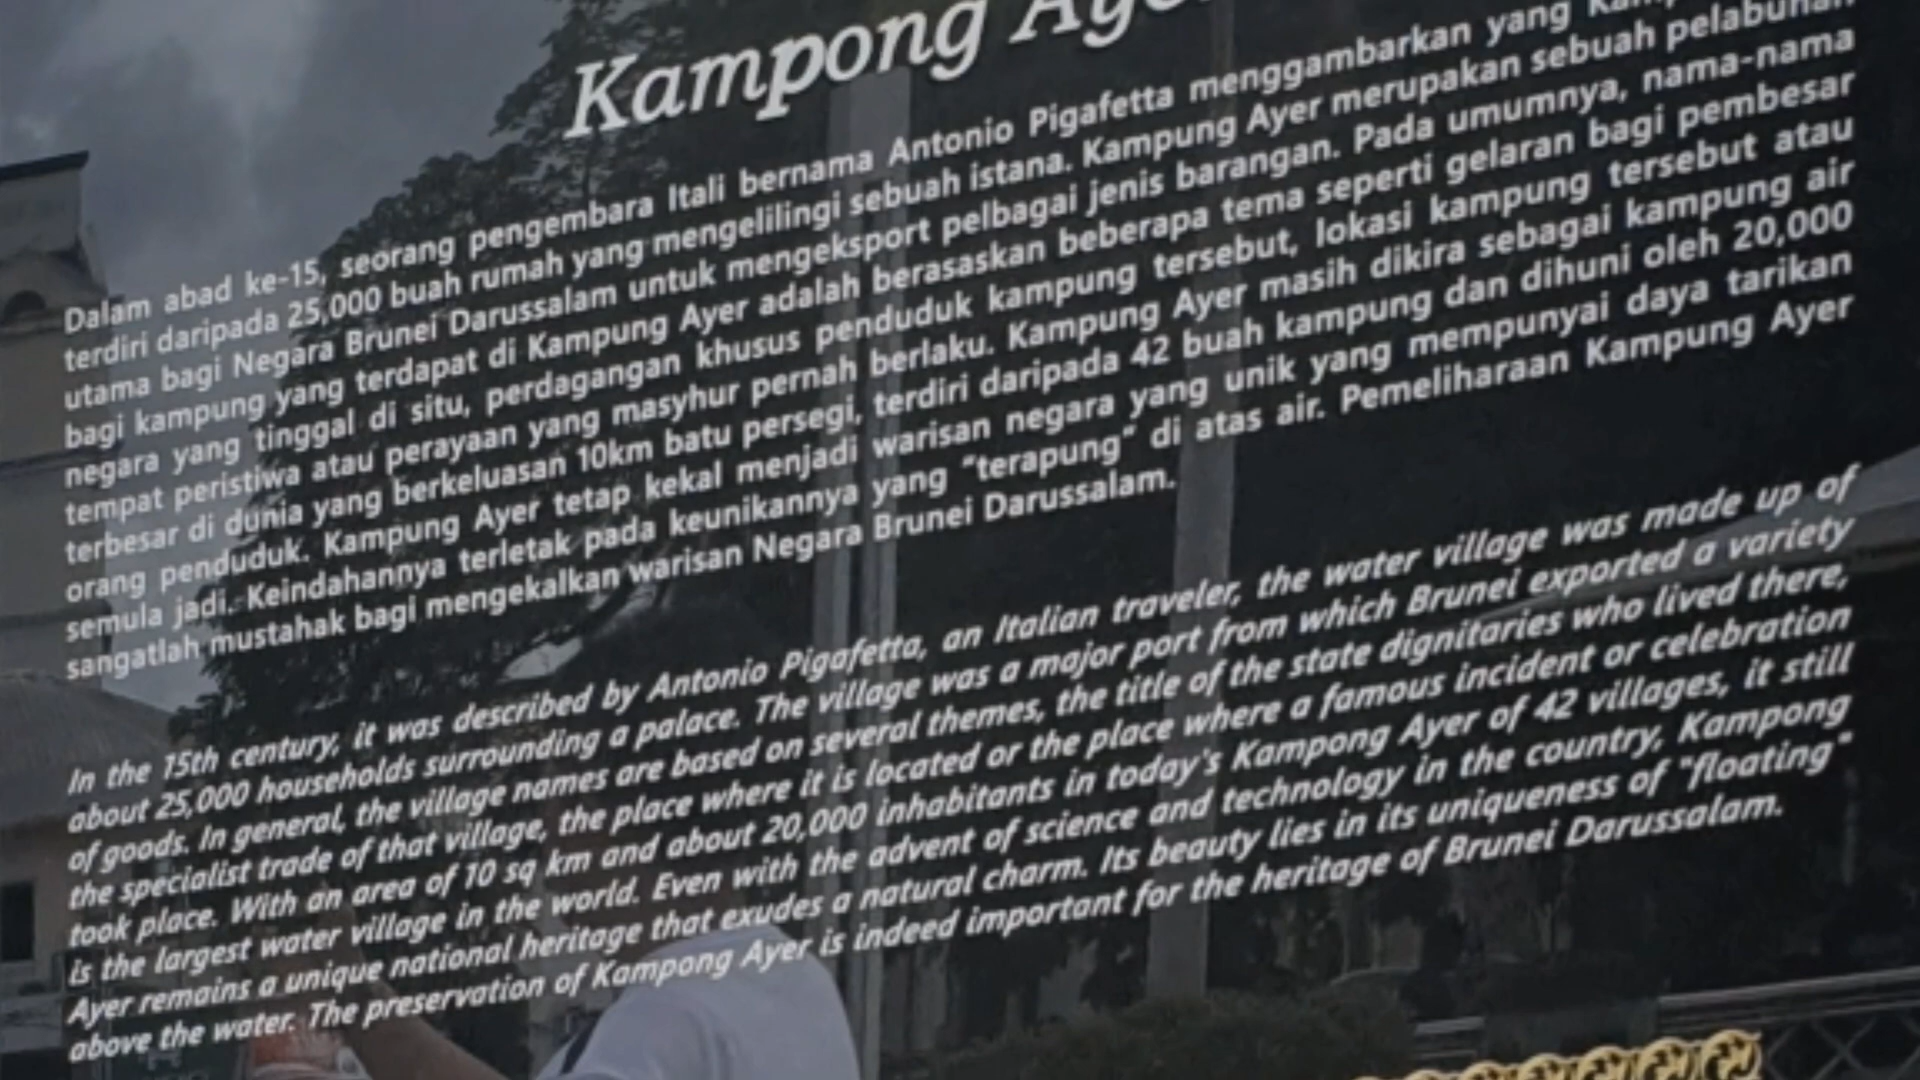 Kampong Ayer
Dalam abad ke-15, seorang pengembara Itali bernama Antonio Pigafetta menggambarkan yang
terdiri daripada 25,000 buah rumah yang mengelilingi sebuah istana. Kampung Ayer merupakan sebuah pelabuhan
utama bagi Negara Brunei Darussalam untuk mengeksport pelbagai jenis barangan. Pada umumnya, nama-nama
bagi kampung yang terdapat di Kampung Ayer adalah berasaskan beberapa tema seperti gelaran bagi pembesar
negara yang tinggal di situ, perdagangan khusus penduduk kampung tersebut, lokasi kampung tersebut atau
tempat peristiwa atau perayaan yang masyhur pernah berlaku. Kampung Ayer masih dikira sebagai kampung air
terbesar di dunia yang berkeluasan 10km batu persegi, terdiri daripada 42 buah kampung dan dihuni oleh 20,000
orang penduduk. Kampung Ayer tetap kekal menjadi warisan negara yang unik yang mempunyai daya tarikan
semula jadi. Keindahannya terletak pada keunikannya yang "terapung" di atas air. Pemeliharaan Kampung Ayer
sangatlah mustahak bagi mengekalkan warisan Negara Brunei Darussalam.
In the 15th century, it was described by Antonio Pigafetta, an Italian traveler, the water village was made up of
about 25,000 households surrounding a palace. The village was a major port from which Brunei exported a variety
of goods. In general, the village names are based on several themes, the title of the state dignitaries who lived there,
the specialist trade of that village, the place where it is located or the place where a famous incident or celebration
took place. With an area of 10 sq km and about 20,000 inhabitants in today's Kampong Ayer of 42 villages, it still
is the largest water village in the world. Even with the advent of science and technology in the country, Kampong
Ayer remains a unique national heritage that exudes a natural charm. Its beauty lies in its uniqueness of "floating"
above the water. The preservation of Kampong Ayer is indeed important for the heritage of Brunei Darussalam.